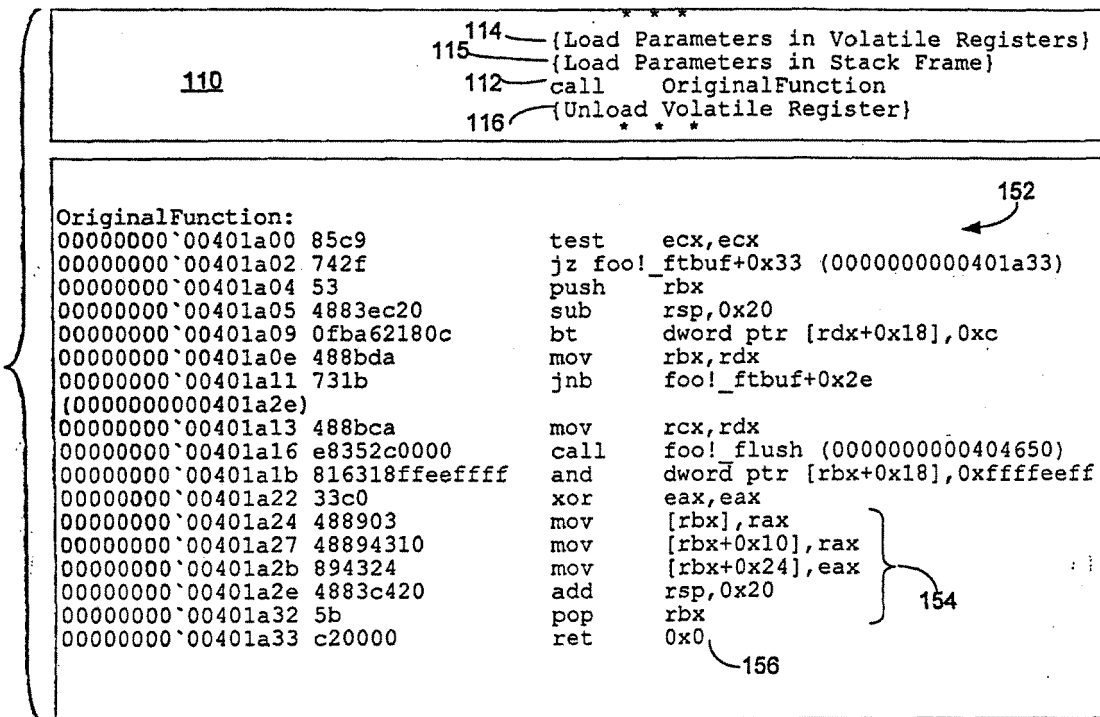 * * *
114 {Load Parameters in Volatile Registers}
115 {Load Parameters in Stack Frame}
110 112 call OriginalFunction
116 {Unload Volatile Register}
* * *
152
OriginalFunction:
00000000`00401a00 85c9 test ecx,ecx
00000000`00401a02 742f jz foo!_ftbuf+0x33 (0000000000401a33)
00000000`00401a04 53 push rbx
00000000`00401a05 4883ec20 sub rsp,0x20
00000000`00401a09 0fba62180c bt dword ptr [rdx+0x18],0xc
00000000`00401a0e 488bda mov rbx,rdx
00000000`00401a11 731b jnb foo!_ftbuf+0x2e
(0000000000401a2e)
00000000`00401a13 488bca mov rcx,rdx
00000000`00401a16 e8352c0000 call foo!_flush (0000000000404650)
00000000`00401a1b 816318ffeeffff and dword ptr [rbx+0x18],0xffffeeff
00000000`00401a22 33c0 xor eax,eax
00000000`00401a24 488903 mov [rbx],rax
00000000`00401a27 48894310 mov [rbx+0x10],rax
00000000`00401a2b 894324 mov [rbx+0x24],eax
00000000`00401a2e 4883c420 add rsp,0x20
154
00000000`00401a32 5b pop rbx
00000000`00401a33 c20000 ret 0x0
156